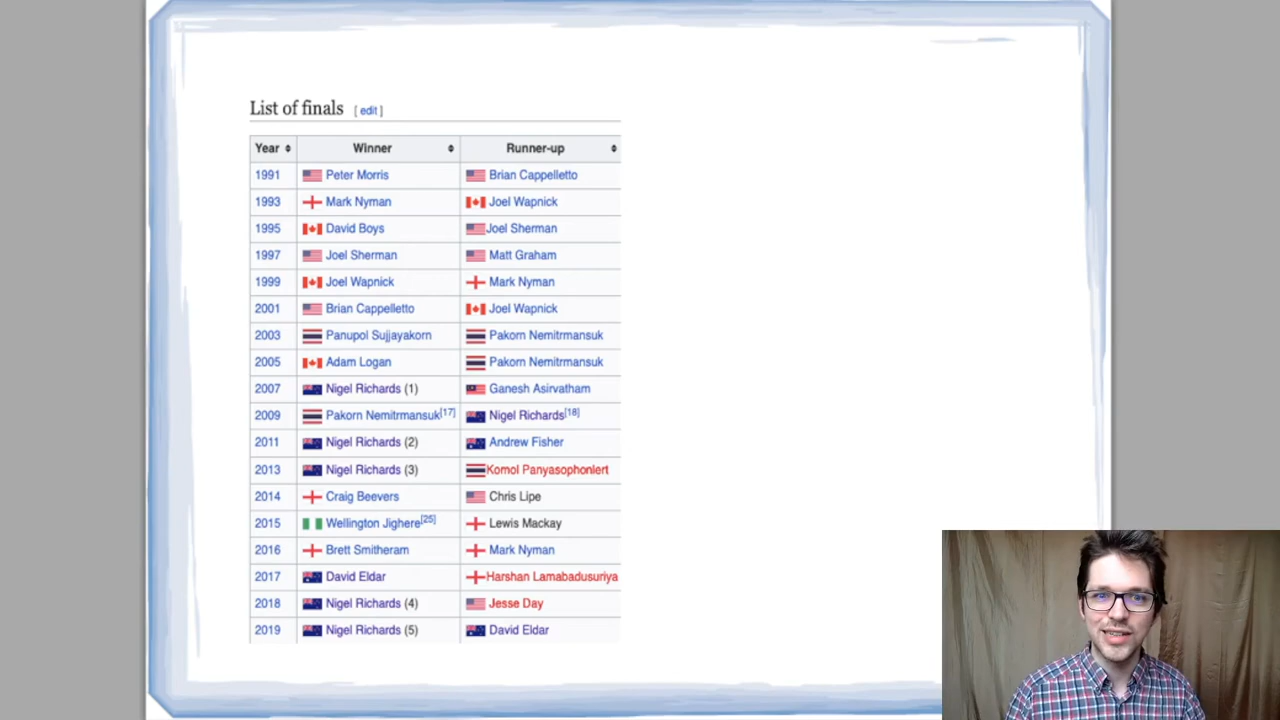 List of finals [ edit ]
Year Winner Runner-up
1991 Peter Morris Brian Cappelletto
1993 Mark Nyman Joel Wapnick
1995 David Boys Joel Sherman
1997 Joel Sherman Matt Graham
1999 Joel Wapnick Mark Nyman
2001 Brian Cappelletto Joel Wapnick
2003 Panupol Sujjayakorn Pakorn Nemitrmansuk
2005 Adam Logan Pakorn Nemitrmansuk
2007 Nigel Richards (1) Ganesh Asirvatham
2009 Pakorn Nemitrmansuk[17] Nigel Richards[18]
2011 Nigel Richards (2) Andrew Fisher
2013 Nigel Richards (3) Komol Panyasophonlert
2014 Craig Beevers Chris Lipe
2015 Wellington Jighere[25] Lewis Mackay
2016 Brett Smitheram Mark Nyman
2017 David Eldar Harshan Lamabadusuriya
2018 Nigel Richards (4) Jesse Day
2019 Nigel Richards (5) David Eldar